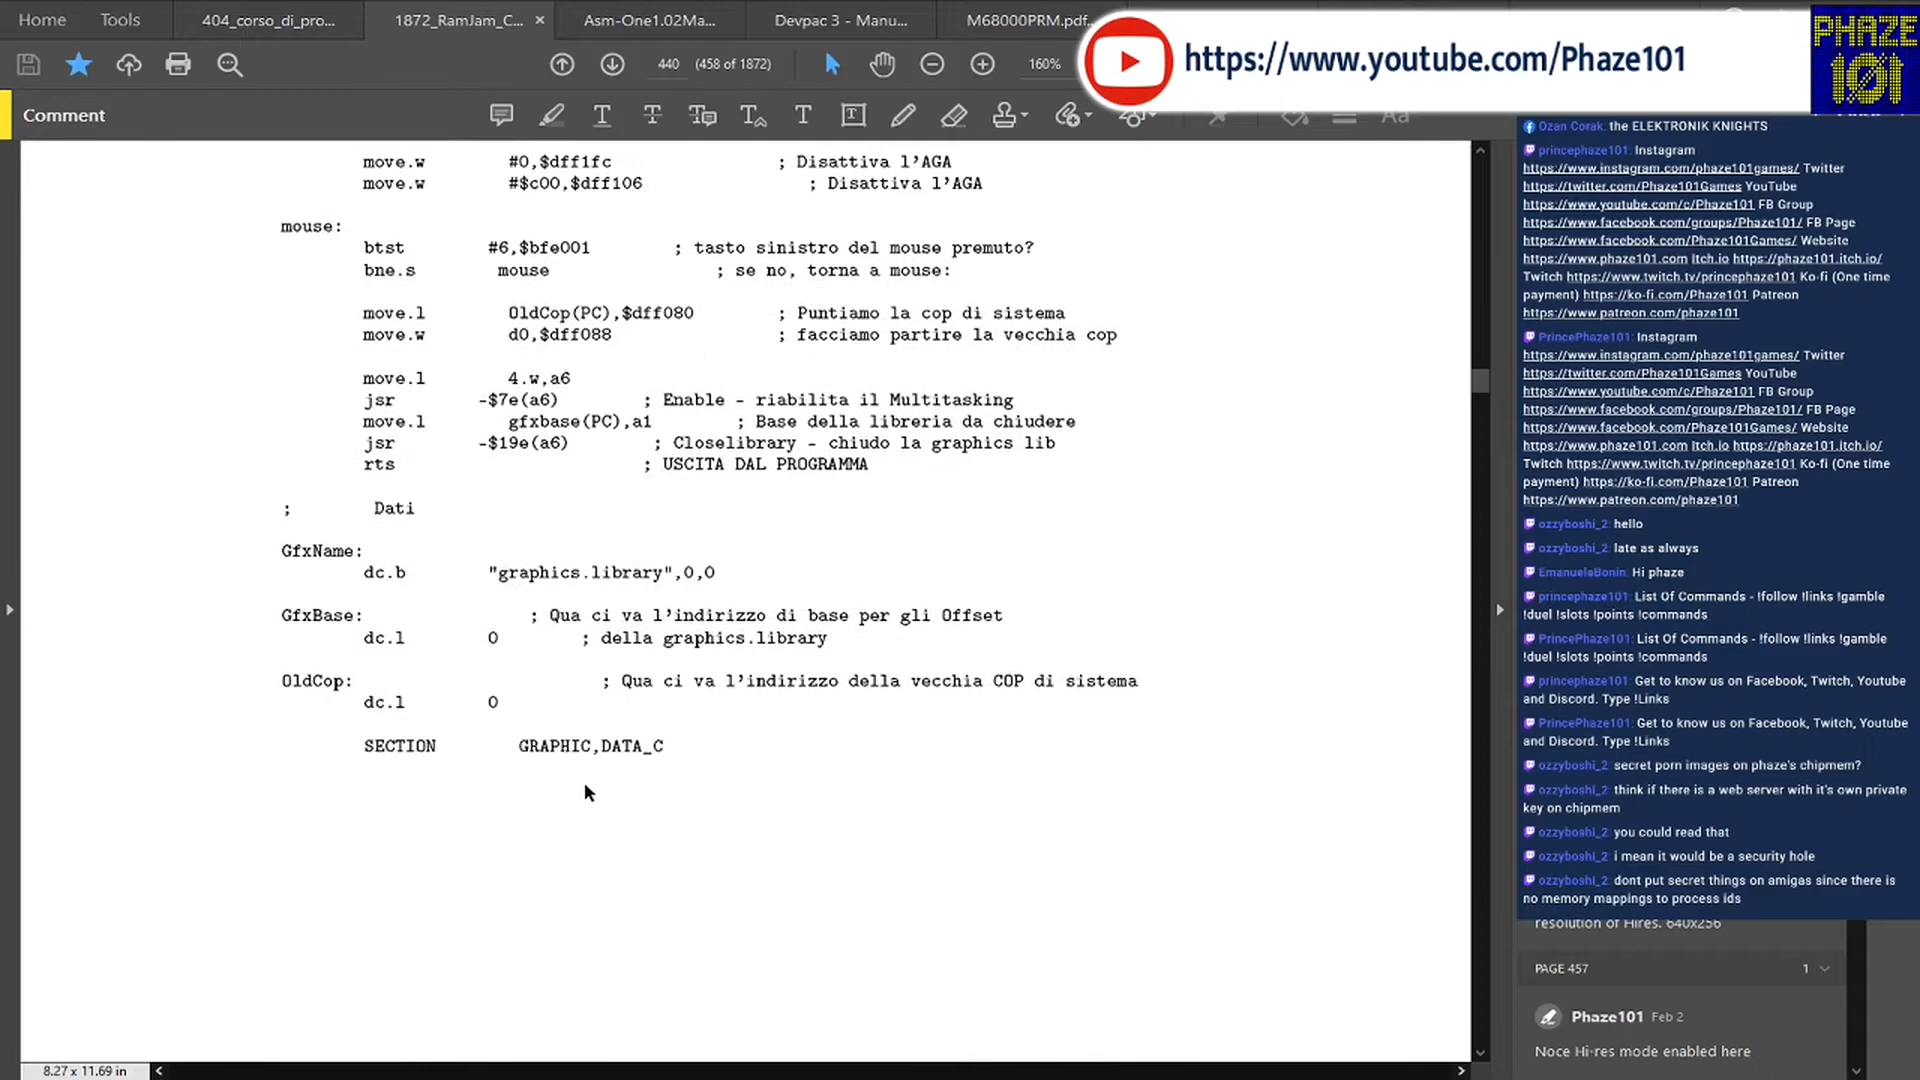 Home Tools 404_corso_di_pro... 1872_RamJam_C... × Asm-One1.02Ma... Devpac 3 - Manu... M68000PRM.pdf...
https://www.youtube.com/Phaze101
PHAZE
101
440 (458 of 1872) 160%
Comment
move.w #0,$dff1fc ; Disattiva l'AGA
move.w #$c00,$dff106 ; Disattiva l'AGA
mouse:
btst #6,$bfe001 ; tasto sinistro del mouse premuto?
bne.s mouse ; se no, torna a mouse:
move.l OldCop(PC),$dff080 ; Puntiamo la cop di sistema
move.w d0,$dff088 ; facciamo partire la vecchia cop
move.l 4.w,a6
jsr -$7e(a6) ; Enable - riabilita il Multitasking
move.l gfxbase(PC),a1 ; Base della libreria da chiudere
jsr -$19e(a6) ; Closelibrary - chiudo la graphics lib
rts ; USCITA DAL PROGRAMMA
; Dati
GfxName:
dc.b "graphics.library",0,0
GfxBase: ; Qua ci va l'indirizzo di base per gli Offset
dc.l 0 ; della graphics.library
OldCop: ; Qua ci va l'indirizzo della vecchia COP di sistema
dc.l 0
SECTION GRAPHIC,DATA_C
8.27 x 11.69 in
Ozan Corak: the ELEKTRONIK KNIGHTS
princephaze101: Instagram
https://www.instagram.com/phaze101games/ Twitter
https://twitter.com/Phaze101Games YouTube
https://www.youtube.com/c/Phaze101 FB Group
https://www.facebook.com/groups/Phaze101/ FB Page
https://www.facebook.com/Phaze101Games/ Website
https://www.phaze101.com Itch.io https://phaze101.itch.io/
Twitch https://www.twitch.tv/princephaze101 Ko-fi (One time
payment) https://ko-fi.com/Phaze101 Patreon
https://www.patreon.com/phaze101
PrincePhaze101: Instagram
https://www.instagram.com/phaze101games/ Twitter
https://twitter.com/Phaze101Games YouTube
https://www.youtube.com/c/Phaze101 FB Group
https://www.facebook.com/groups/Phaze101/ FB Page
https://www.facebook.com/Phaze101Games/ Website
https://www.phaze101.com Itch.io https://phaze101.itch.io/
Twitch https://www.twitch.tv/princephaze101 Ko-fi (One time
payment) https://ko-fi.com/Phaze101 Patreon
https://www.patreon.com/phaze101
ozzyboshi_2: hello
ozzyboshi_2: late as always
EmanueleBonin: Hi phaze
princephaze101: List Of Commands - !follow !links !gamble
!duel !slots !points !commands
PrincePhaze101: List Of Commands - !follow !links !gamble
!duel !slots !points !commands
princephaze101: Get to know us on Facebook, Twitch, Youtube
and Discord. Type !Links
PrincePhaze101: Get to know us on Facebook, Twitch, Youtube
and Discord. Type !Links
ozzyboshi_2: secret porn images on phaze's chipmem?
ozzyboshi_2: think if there is a web server with it's own private
key on chipmem
ozzyboshi_2: you could read that
ozzyboshi_2: i mean it would be a security hole
ozzyboshi_2: dont put secret things on amigas since there is
no memory mappings to process ids
resolution of Hires. 640x256
PAGE 457 1
Phaze101 Feb 2
Noce Hi-res mode enabled here